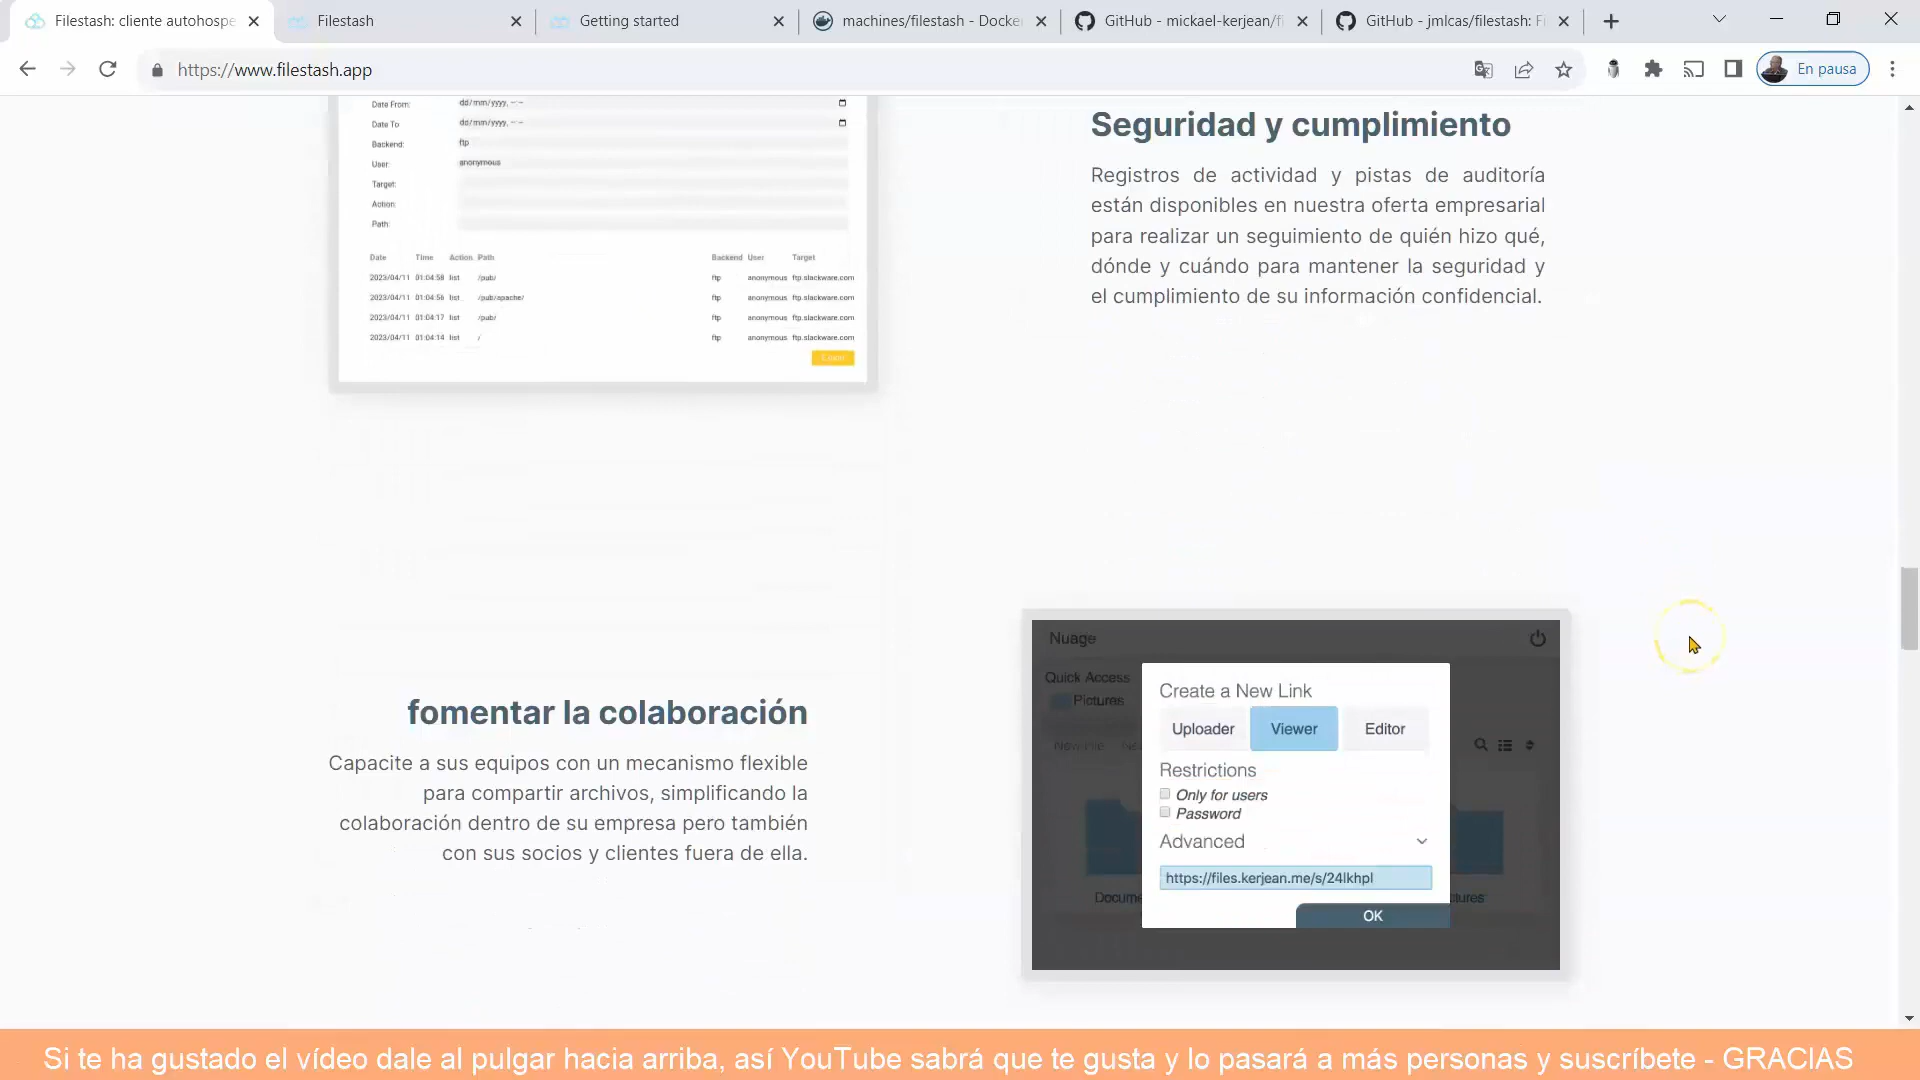 Filestash: cliente autohospe
Filestash
Getting started
machines/filestash - Docke
GitHub - mickael-kerjean/fi
GitHub - jmlcas/filestash: Fi
https://www.filestash.app
En pausa
Date From:
dd/mm/yyyy, --:--
Date To
dd/mm/yyyy, --:--
Backend:
ftp
User:
anonymous
Target:
Action:
Path:
Date Time Action Path Backend User Target
2023/04/11 01:04:58 list /pub/ ftp anonymous ftp.slackware.com
2023/04/11 01:04:56 list /pub/apache/ ftp anonymous ftp.slackware.com
2023/04/11 01:04:17 list /pub/ ftp anonymous ftp.slackware.com
2023/04/11 01:04:14 list / ftp anonymous ftp.slackware.com
Seguridad y cumplimiento
Registros de actividad y pistas de auditoría
están disponibles en nuestra oferta empresarial
para realizar un seguimiento de quién hizo qué,
dónde y cuándo para mantener la seguridad y
el cumplimiento de su información confidencial.
fomentar la colaboración
Capacite a sus equipos con un mecanismo flexible
para compartir archivos, simplificando la
colaboración dentro de su empresa pero también
con sus socios y clientes fuera de ella.
Nuage
Quick Access
Pictures
New File
Create a New Link
Uploader
Viewer
Editor
Restrictions
Only for users
Password
Advanced
https://files.kerjean.me/s/24lkhpl
OK
Docume
tures
Si te ha gustado el vídeo dale al pulgar hacia arriba, así YouTube sabrá que te gusta y lo pasará a más personas y suscríbete - GRACIAS